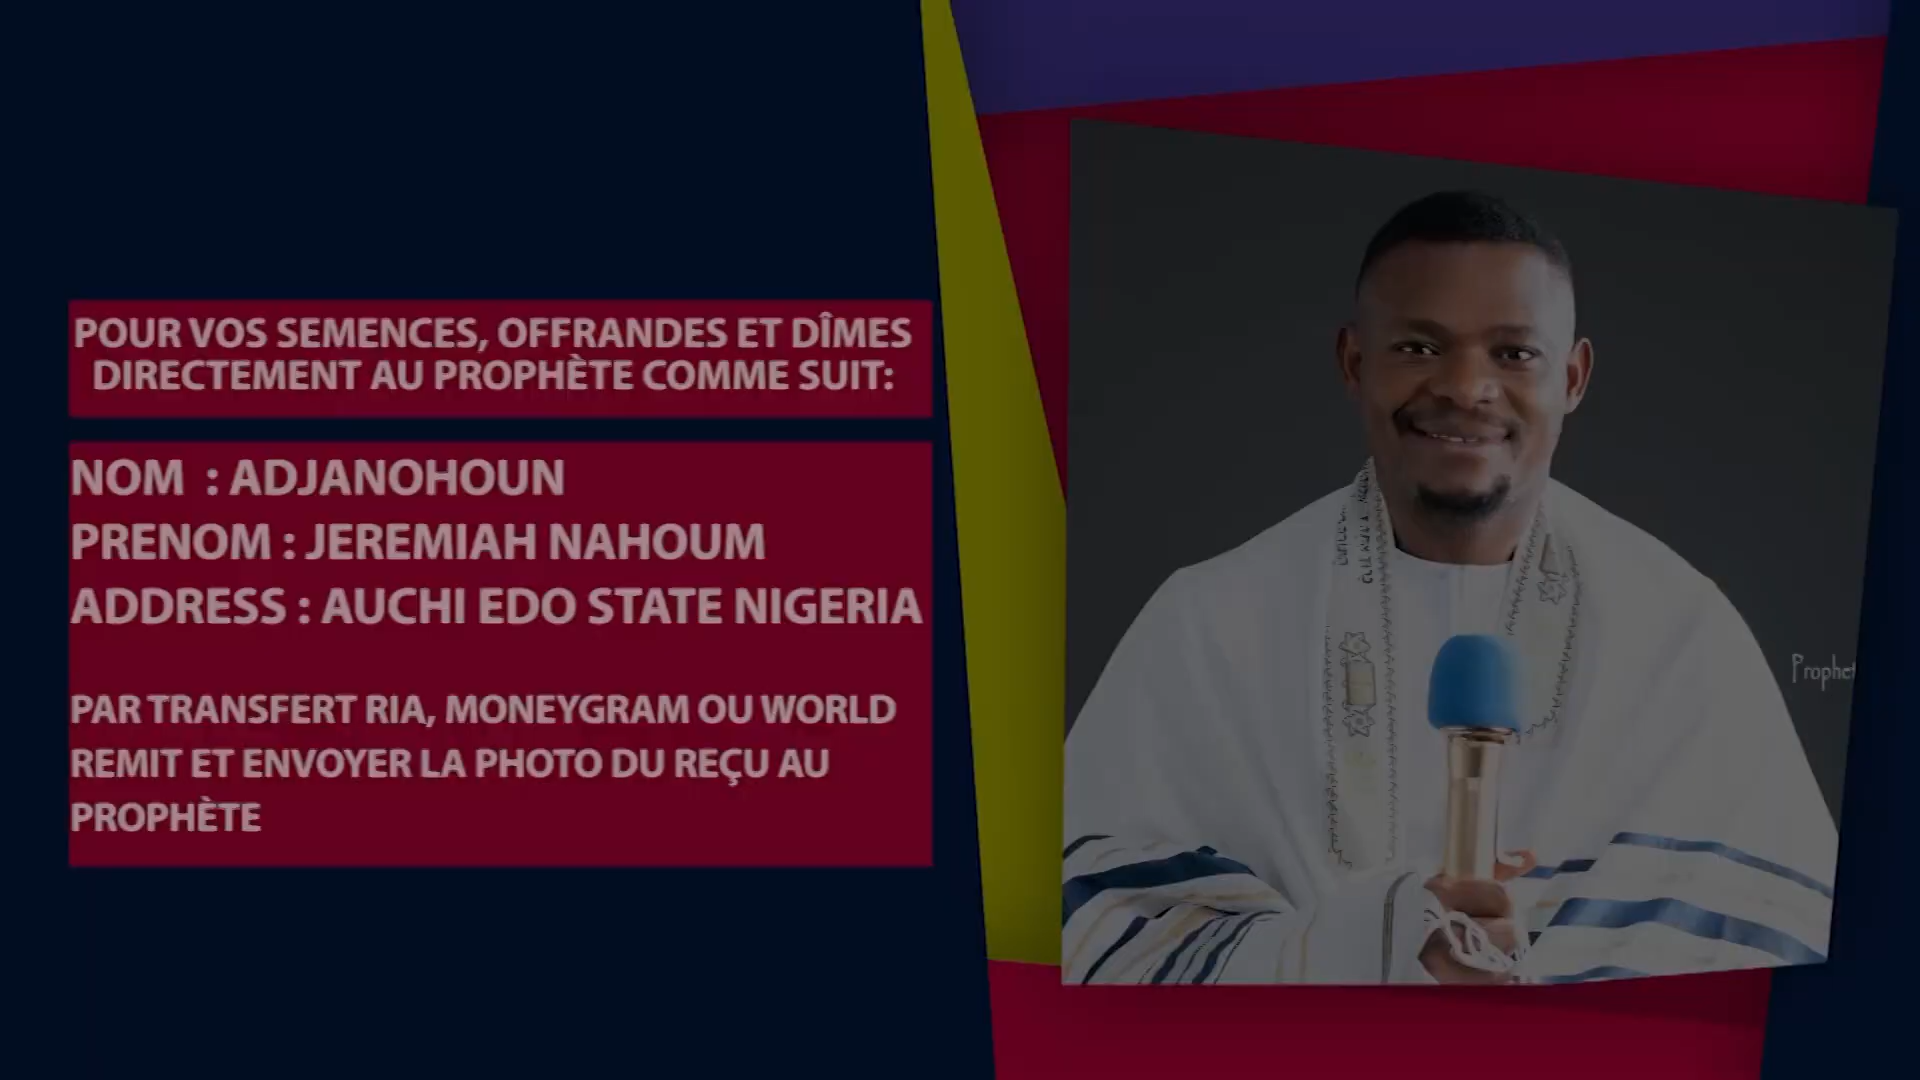 POUR VOS SEMENCES, OFFRANDES ET DÎMES
DIRECTEMENT AU PROPHÈTE COMME SUIT:
NOM : ADJANOHOUN
PRENOM : JEREMIAH NAHOUM
ADDRESS : AUCHI EDO STATE NIGERIA
PAR TRANSFERT RIA, MONEYGRAM OU WORLD
REMIT ET ENVOYER LA PHOTO DU REÇU AU
PROPHÈTE
Prophet